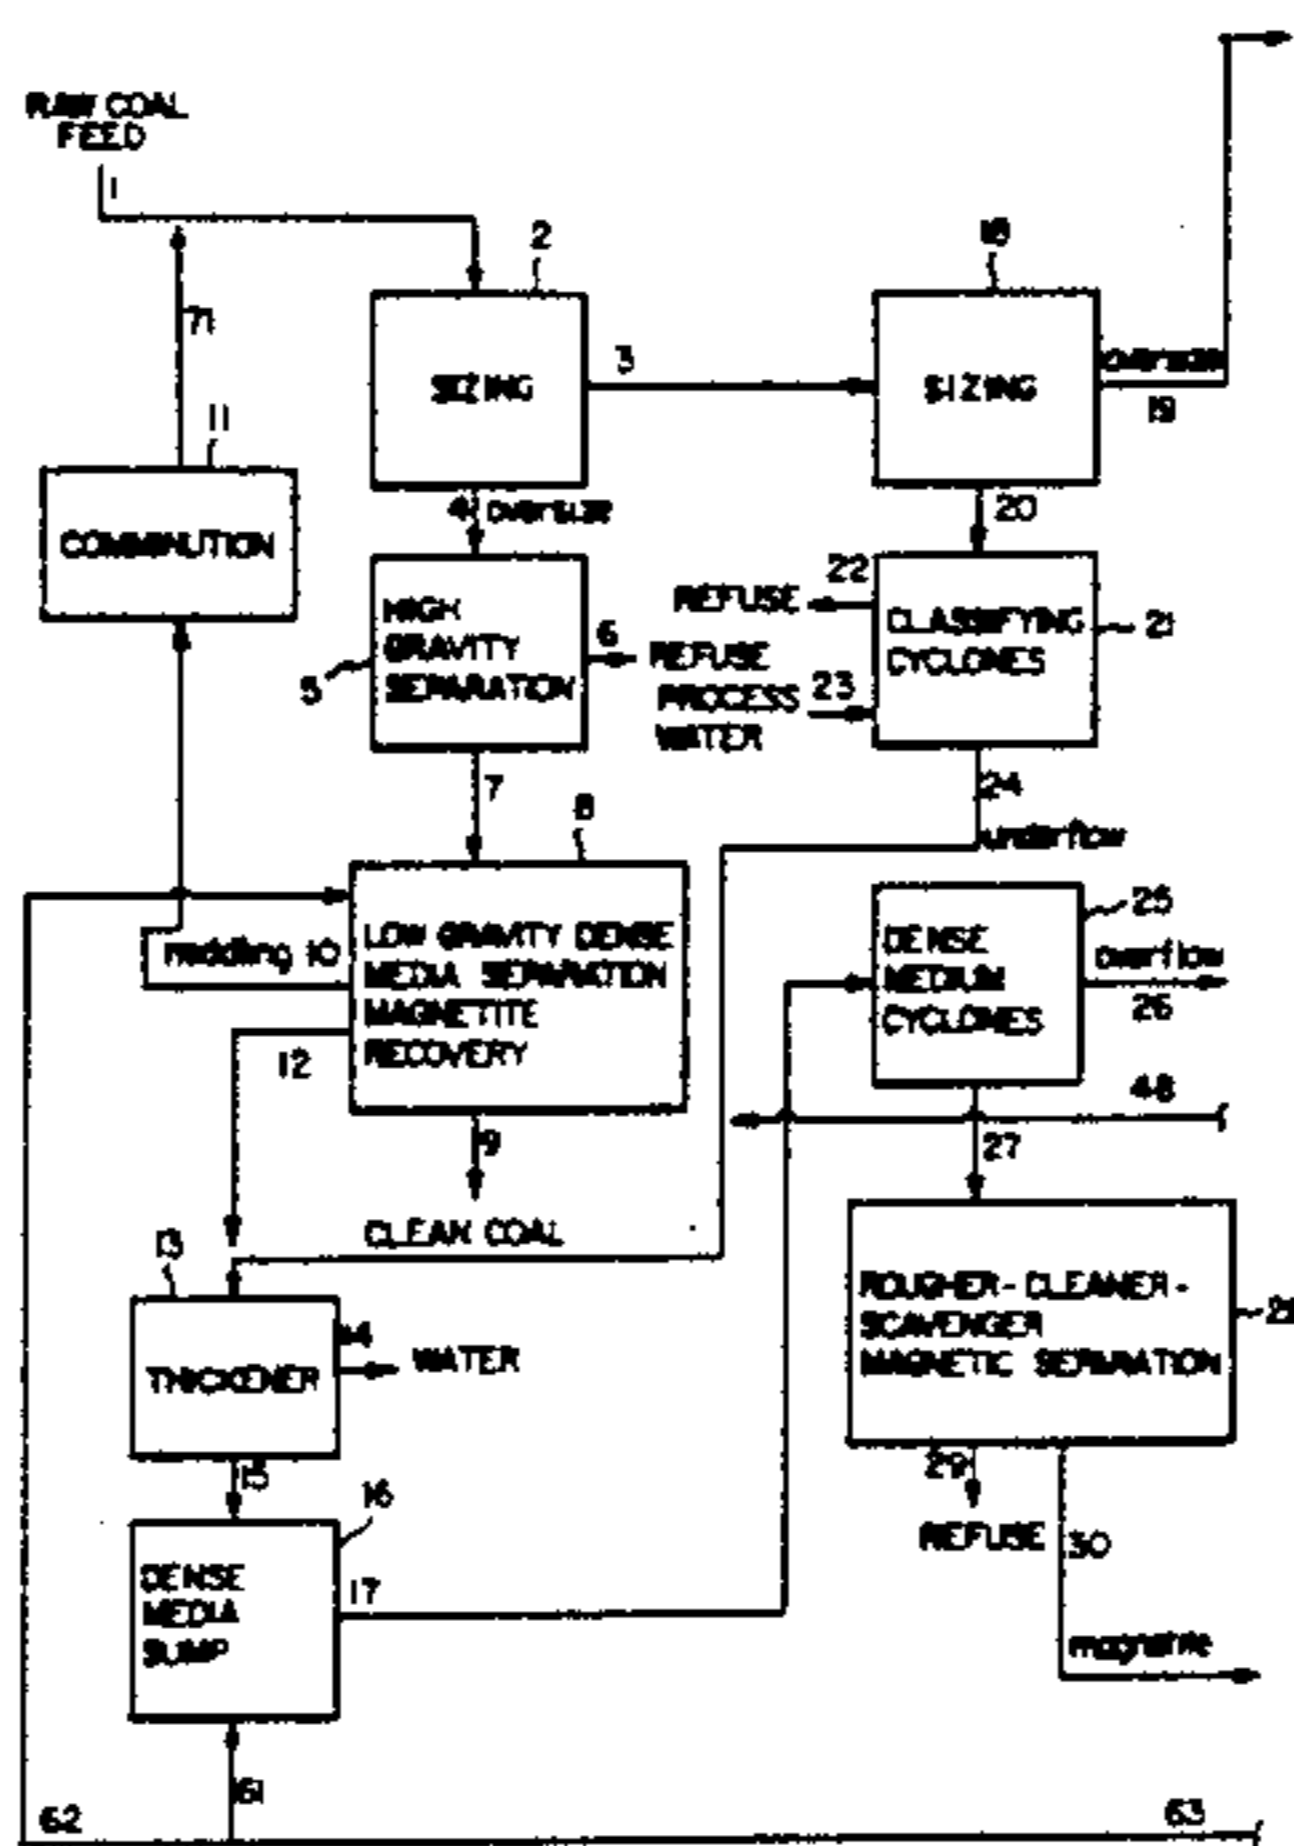 RAW COAL
FEED
1
2
18
71
3
oversize
19
SIZING
SIZING
11
4
oversize
20
COMMINUTION
22
REFUSE
HIGH
GRAVITY
SEPARATION
5
6
REFUSE
CLASSIFYING
CYCLONES
21
PROCESS
WATER
23
7
24
underflow
8
middling 10
LOW GRAVITY DENSE
MEDIA SEPARATION
MAGNETITE
RECOVERY
DENSE
MEDIUM
CYCLONES
25
overflow
26
12
48
9
27
CLEAN COAL
13
14
WATER
THICKENER
ROUGHER-CLEANER-
SCAVENGER
MAGNETIC SEPARATION
15
16
29
REFUSE
30
DENSE
MEDIA
SUMP
17
magnetite
61
62
63